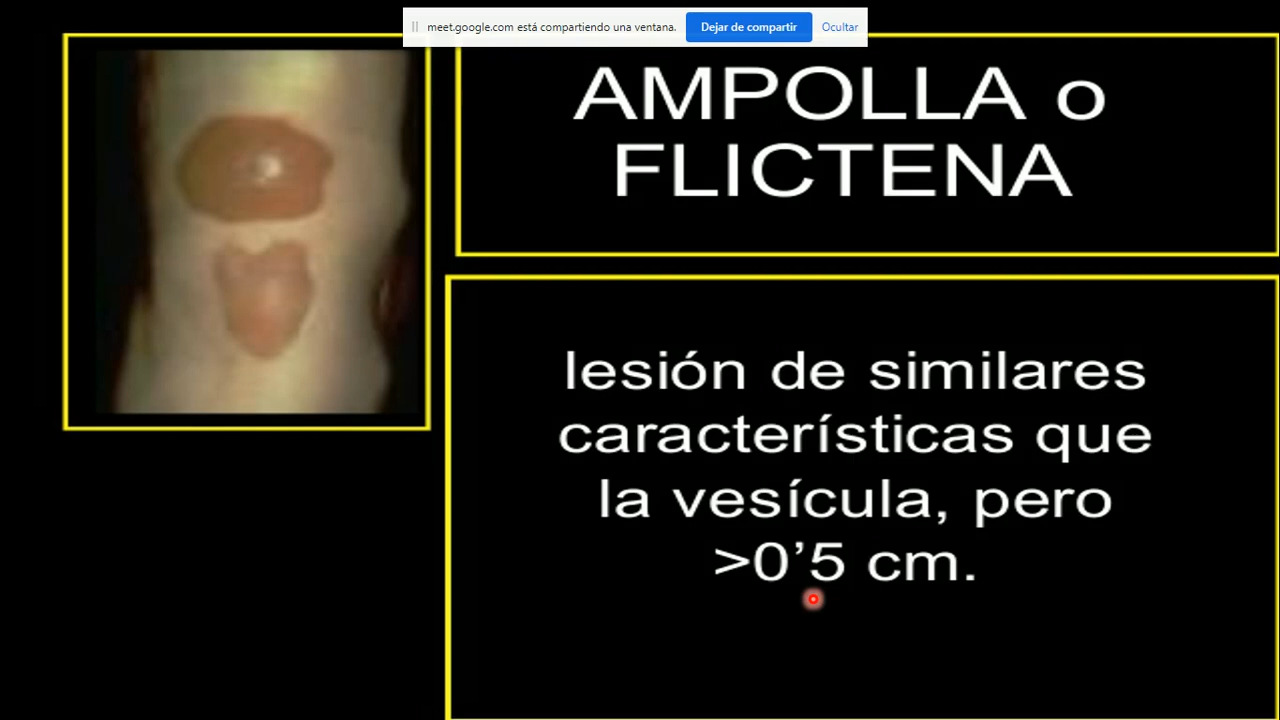 meet.google.com está compartiendo una ventana. Dejar de compartir Ocultar
AMPOLLA o
FLICTENA
lesión de similares
características que
la vesícula, pero
>0’5 cm.